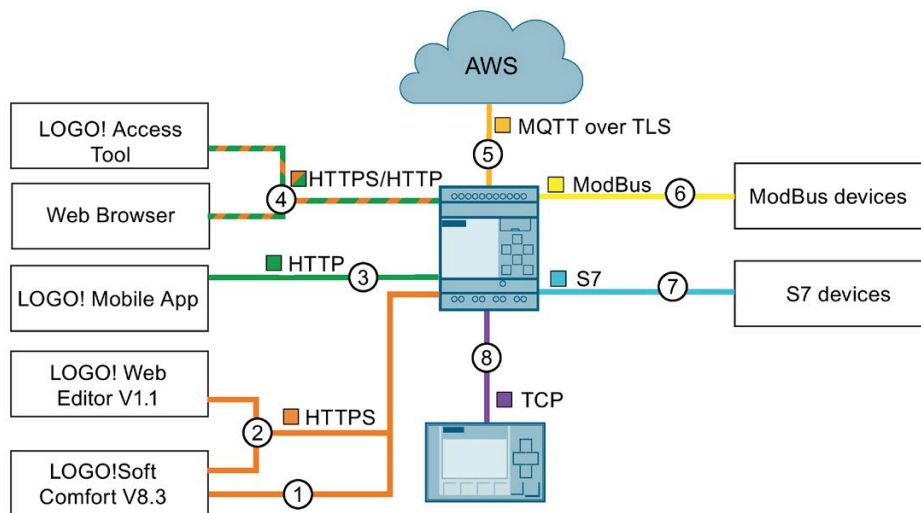 AWS
MQTT over TLS
5
LOGO! Access
Tool
HTTPS/HTTP
4
Web Browser
ModBus
6
ModBus devices
LOGO! Mobile App
HTTP
3
S7
7
S7 devices
8
TCP
LOGO! Web
Editor V1.1
HTTPS
2
LOGO!Soft
Comfort V8.3
1